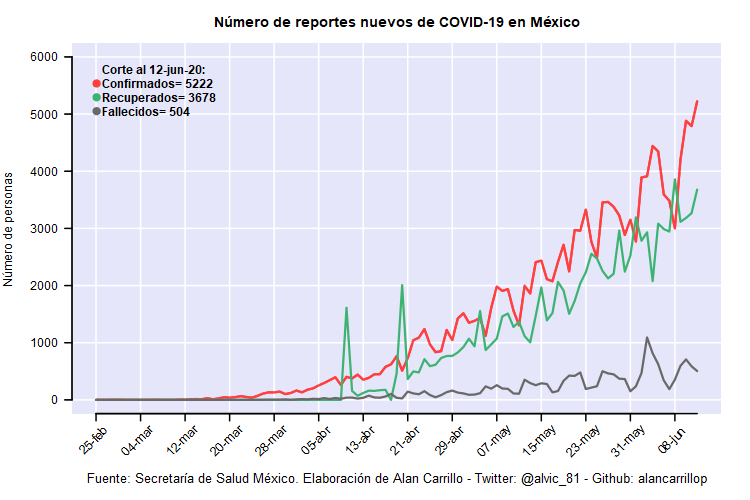 Número de reportes nuevos de COVID-19 en México
Número de personas
6000
5000
4000
3000
2000
1000
0
Corte al 12-jun-20:
Confirmados= 5222
Recuperados= 3678
Fallecidos= 504
25-feb
04-mar
12-mar
20-mar
28-mar
05-abr
13-abr
21-abr
29-abr
07-may
15-may
23-may
31-may
08-jun
Fuente: Secretaría de Salud México. Elaboración de Alan Carrillo - Twitter: @alvic_81 - Github: alancarrillop